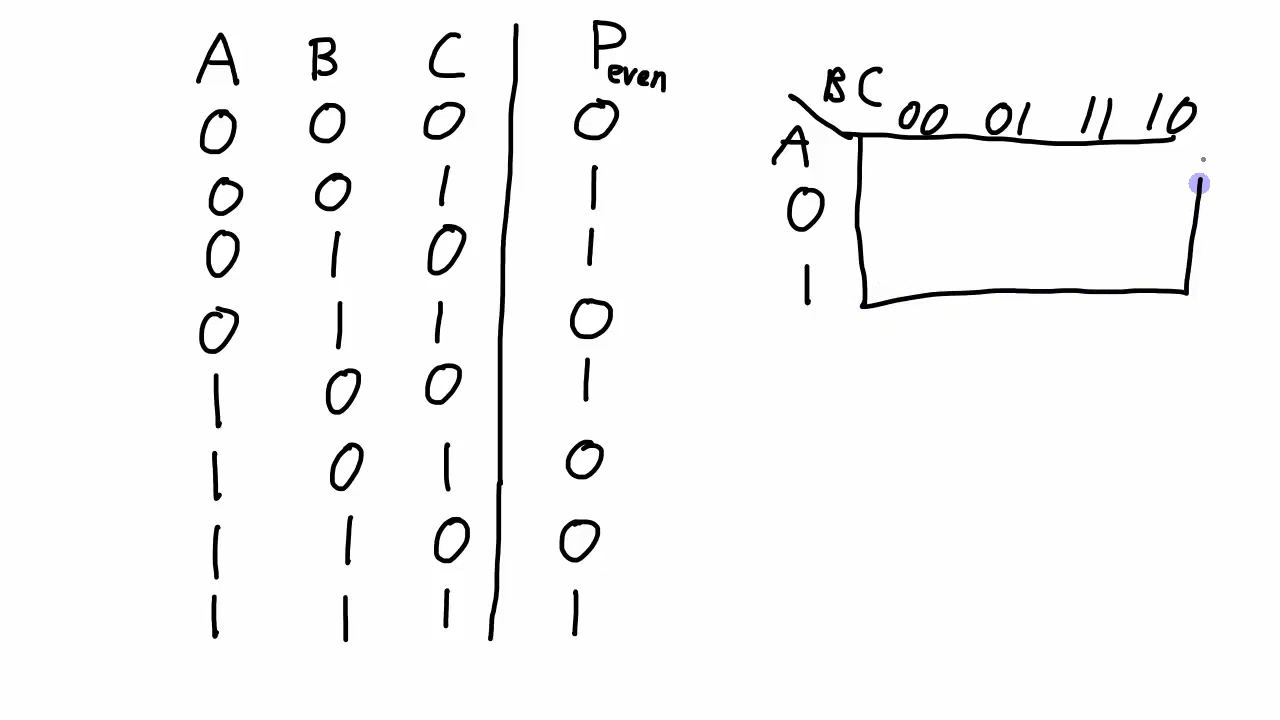 A B C P even
0 0 0 0
0 0 1 1
0 1 0 1
0 1 1 0
1 0 0 1
1 0 1 0
1 1 0 0
1 1 1 1
BC 00 01 11 10
A
0
1